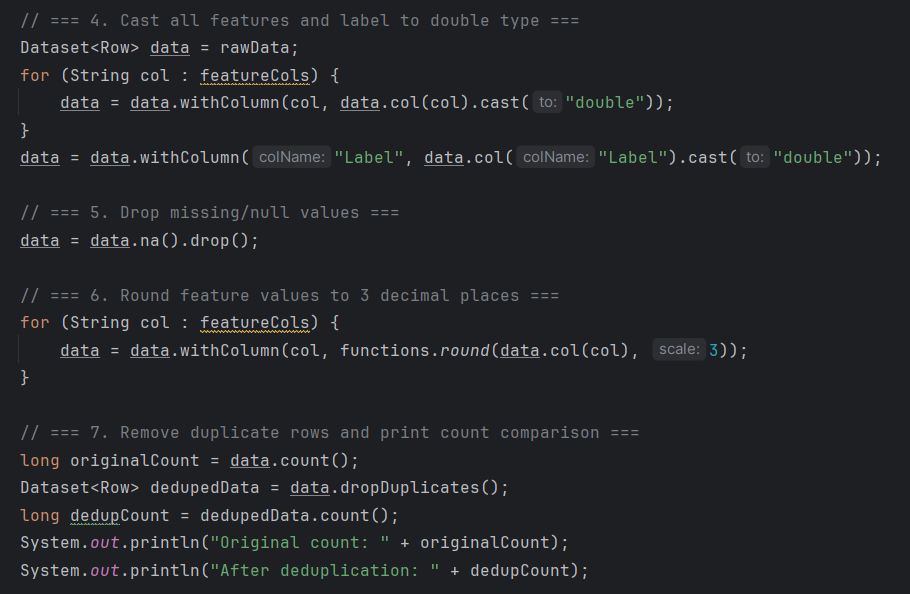 // === 4. Cast all features and label to double type ===
Dataset<Row> data = rawData;
for (String col : featureCols) {
    data = data.withColumn(col, data.col(col).cast( to: "double"));
}
data = data.withColumn( colName: "Label", data.col( colName: "Label").cast( to: "double"));

// === 5. Drop missing/null values ===
data = data.na().drop();

// === 6. Round feature values to 3 decimal places ===
for (String col : featureCols) {
    data = data.withColumn(col, functions.round(data.col(col), scale: 3));
}

// === 7. Remove duplicate rows and print count comparison ===
long originalCount = data.count();
Dataset<Row> dedupedData = data.dropDuplicates();
long dedupCount = dedupedData.count();
System.out.println("Original count: " + originalCount);
System.out.println("After deduplication: " + dedupCount);